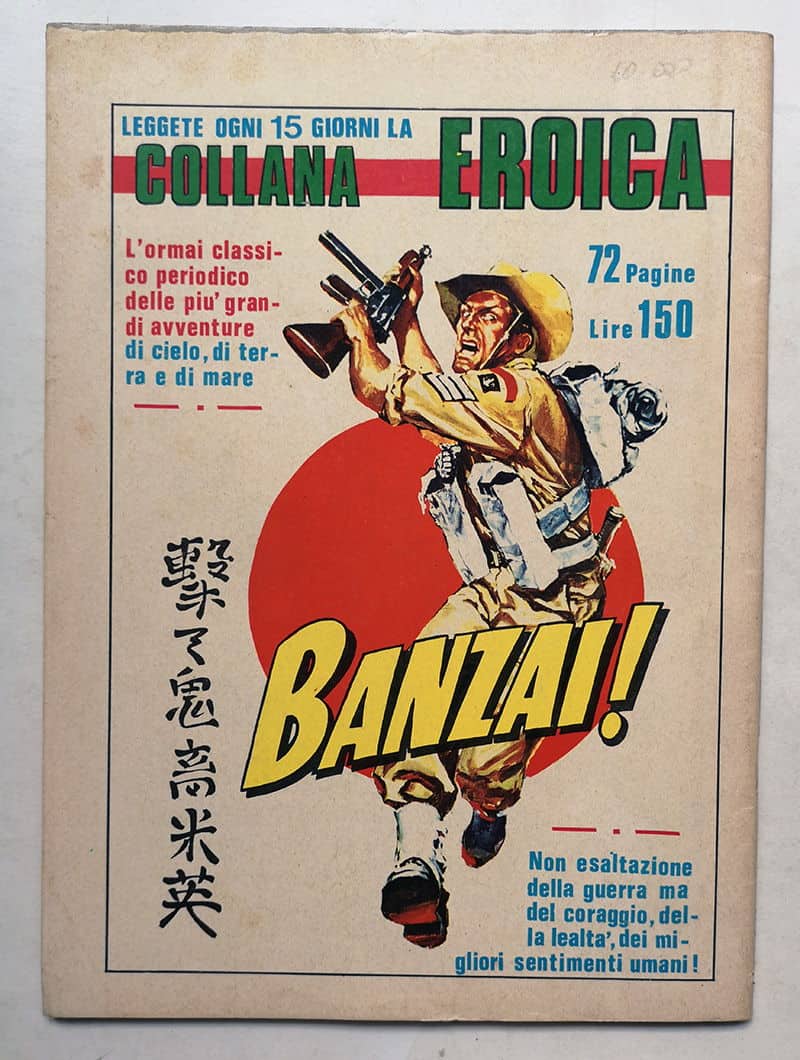 LEGGETE OGNI 15 GIORNI LA
COLLANA EROICA
L'ormai classi-
co periodico
delle piu' gran-
di avventure
di cielo, di ter-
ra e di mare
72 Pagine
Lire 150
撃て鬼畜米英
BANZAI!
Non esaltazione
della guerra ma
del coraggio, del-
la lealta', dei mi-
gliori sentimenti umani!